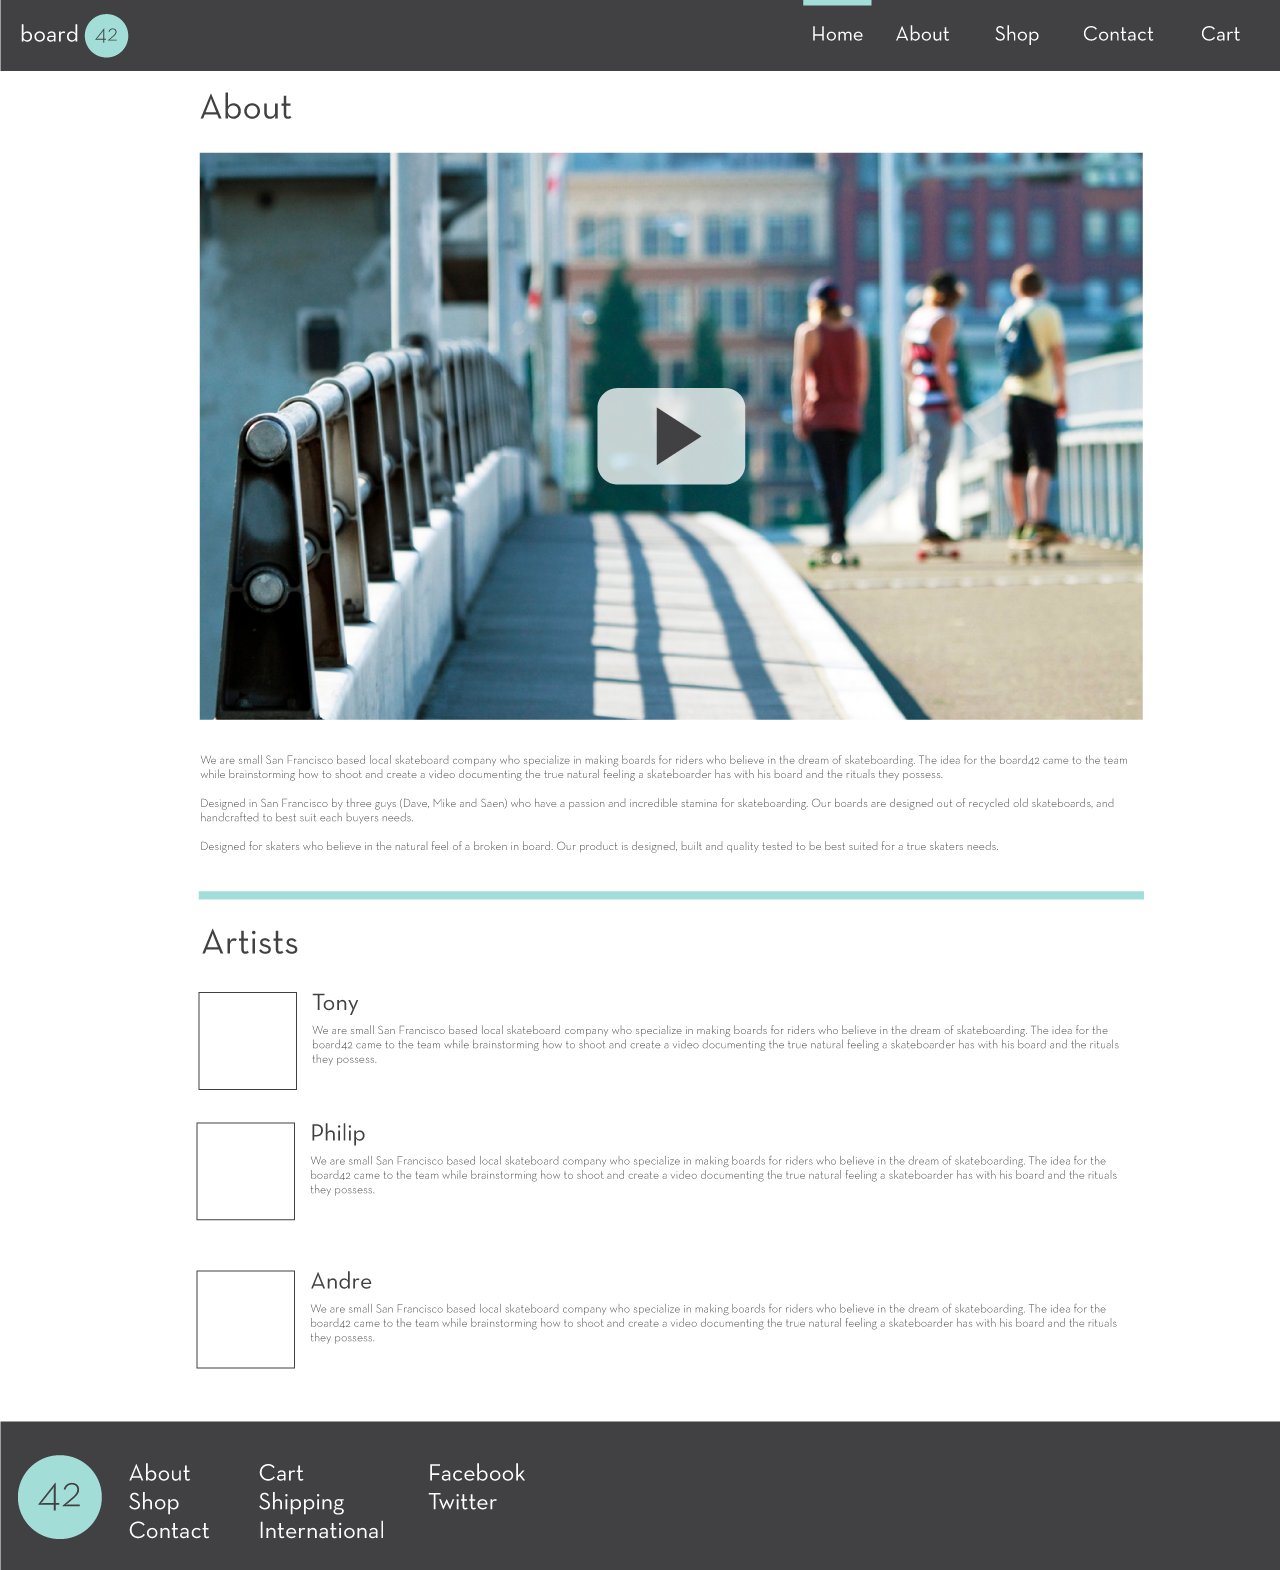 board 42
Home About Shop Contact Cart
About
We are small San Francisco based local skateboard company who specialize in making boards for riders who believe in the dream of skateboarding. The idea for the board42 came to the team
while brainstorming how to shoot and create a video documenting the true natural feeling a skateboarder has with his board and the rituals they possess.
Designed in San Francisco by three guys (Dave, Mike and Saen) who have a passion and incredible stamina for skateboarding. Our boards are designed out of recycled old skateboards, and
handcrafted to best suit each buyers needs.
Designed for skaters who believe in the natural feel of a broken in board. Our product is designed, built and quality tested to be best suited for a true skaters needs.
Artists
Tony
We are small San Francisco based local skateboard company who specialize in making boards for riders who believe in the dream of skateboarding. The idea for the
board42 came to the team while brainstorming how to shoot and create a video documenting the true natural feeling a skateboarder has with his board and the rituals
they possess.
Philip
We are small San Francisco based local skateboard company who specialize in making boards for riders who believe in the dream of skateboarding. The idea for the
board42 came to the team while brainstorming how to shoot and create a video documenting the true natural feeling a skateboarder has with his board and the rituals
they possess.
Andre
We are small San Francisco based local skateboard company who specialize in making boards for riders who believe in the dream of skateboarding. The idea for the
board42 came to the team while brainstorming how to shoot and create a video documenting the true natural feeling a skateboarder has with his board and the rituals
they possess.
42
About
Shop
Contact
Cart
Shipping
International
Facebook
Twitter